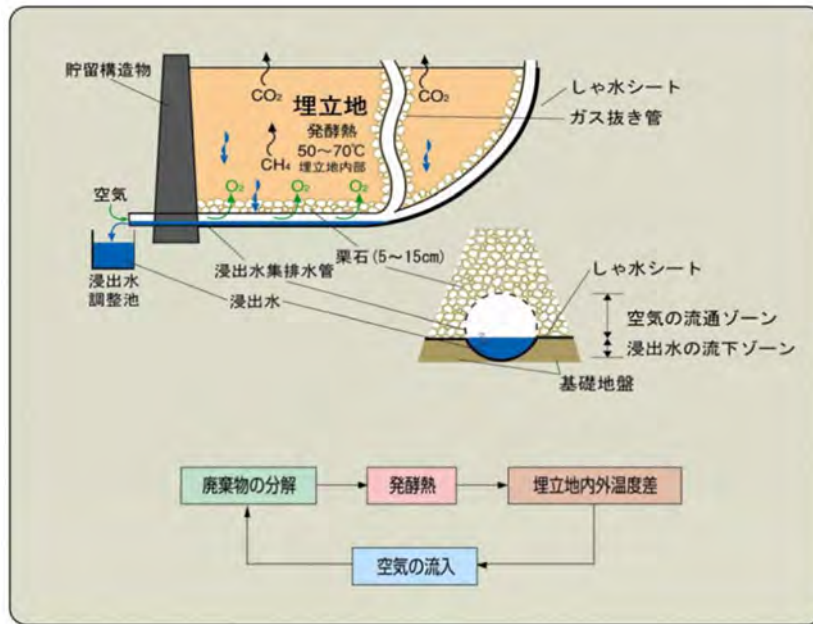 貯留構造物
CO₂
CO₂
埋立地
発酵熱
50～70℃
埋立地内部
CH₄
O₂
O₂
O₂
しゃ水シート
ガス抜き管
空気
浸出水
調整池
浸出水集排水管
浸出水
栗石(5～15cm)
しゃ水シート
空気の流通ゾーン
浸出水の流下ゾーン
基礎地盤
廃棄物の分解
発酵熱
埋立地内外温度差
空気の流入